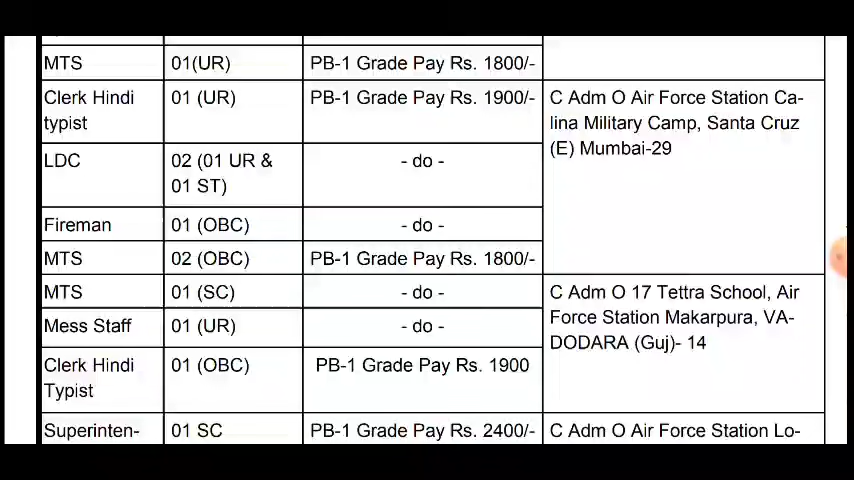 MTS 01(UR) PB-1 Grade Pay Rs. 1800/-
Clerk Hindi typist 01 (UR) PB-1 Grade Pay Rs. 1900/- C Adm O Air Force Station Ca-
lina Military Camp, Santa Cruz
(E) Mumbai-29
LDC 02 (01 UR & 01 ST) - do -
Fireman 01 (OBC) - do -
MTS 02 (OBC) PB-1 Grade Pay Rs. 1800/-
MTS 01 (SC) - do - C Adm O 17 Tettra School, Air
Force Station Makarpura, VA-
DODARA (Guj)- 14
Mess Staff 01 (UR) - do -
Clerk Hindi Typist 01 (OBC) PB-1 Grade Pay Rs. 1900
Superinten- 01 SC PB-1 Grade Pay Rs. 2400/- C Adm O Air Force Station Lo-